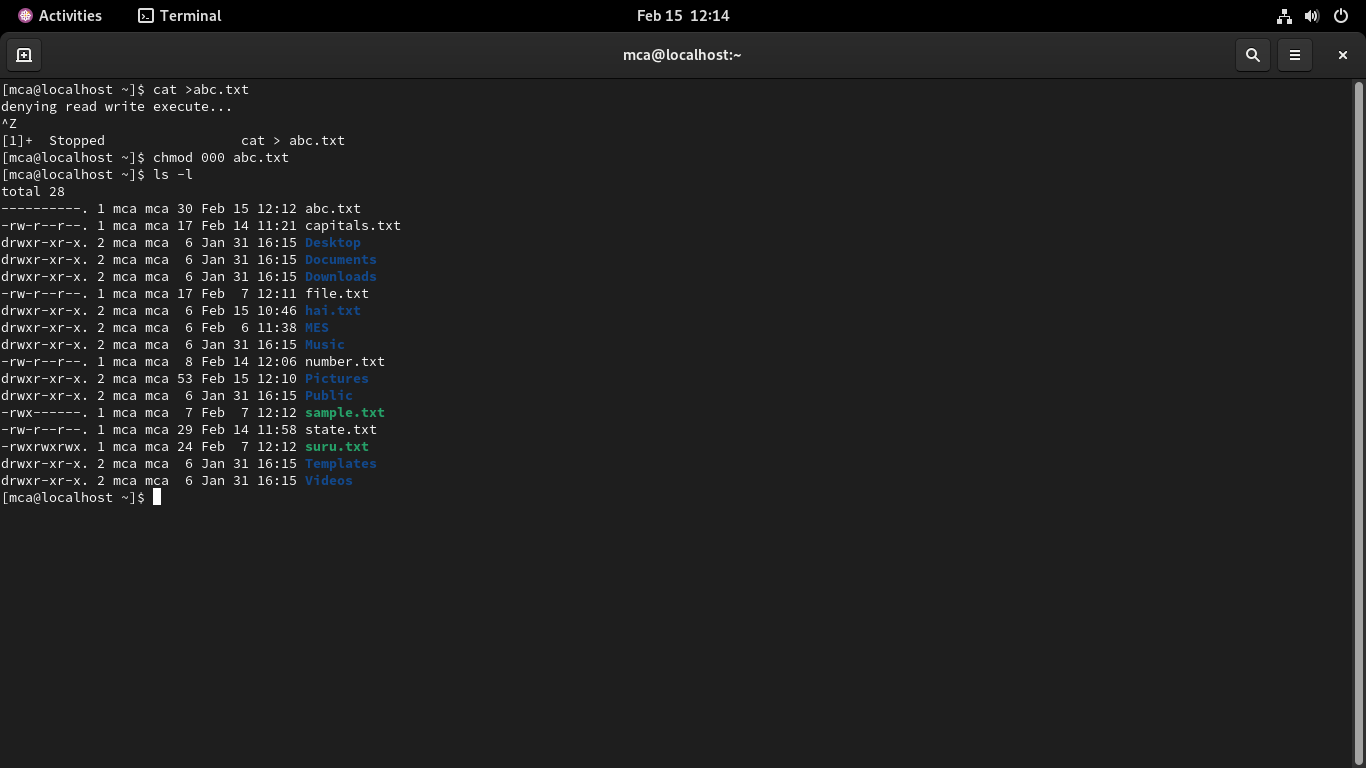 Activities Terminal Feb 15 12:14
mca@localhost:~
[mca@localhost ~]$ cat >abc.txt
denying read write execute...
^Z
[1]+  Stopped                 cat > abc.txt
[mca@localhost ~]$ chmod 000 abc.txt
[mca@localhost ~]$ ls -l
total 28
----------. 1 mca mca 30 Feb 15 12:12 abc.txt
-rw-r--r--. 1 mca mca 17 Feb 14 11:21 capitals.txt
drwxr-xr-x. 2 mca mca  6 Jan 31 16:15 Desktop
drwxr-xr-x. 2 mca mca  6 Jan 31 16:15 Documents
drwxr-xr-x. 2 mca mca  6 Jan 31 16:15 Downloads
-rw-r--r--. 1 mca mca 17 Feb  7 12:11 file.txt
drwxr-xr-x. 2 mca mca  6 Feb 15 10:46 hai.txt
drwxr-xr-x. 2 mca mca  6 Feb  6 11:38 MES
drwxr-xr-x. 2 mca mca  6 Jan 31 16:15 Music
-rw-r--r--. 1 mca mca  8 Feb 14 12:06 number.txt
drwxr-xr-x. 2 mca mca 53 Feb 15 12:10 Pictures
drwxr-xr-x. 2 mca mca  6 Jan 31 16:15 Public
-rwx------. 1 mca mca  7 Feb  7 12:12 sample.txt
-rw-r--r--. 1 mca mca 29 Feb 14 11:58 state.txt
-rwxrwxrwx. 1 mca mca 24 Feb  7 12:12 suru.txt
drwxr-xr-x. 2 mca mca  6 Jan 31 16:15 Templates
drwxr-xr-x. 2 mca mca  6 Jan 31 16:15 Videos
[mca@localhost ~]$